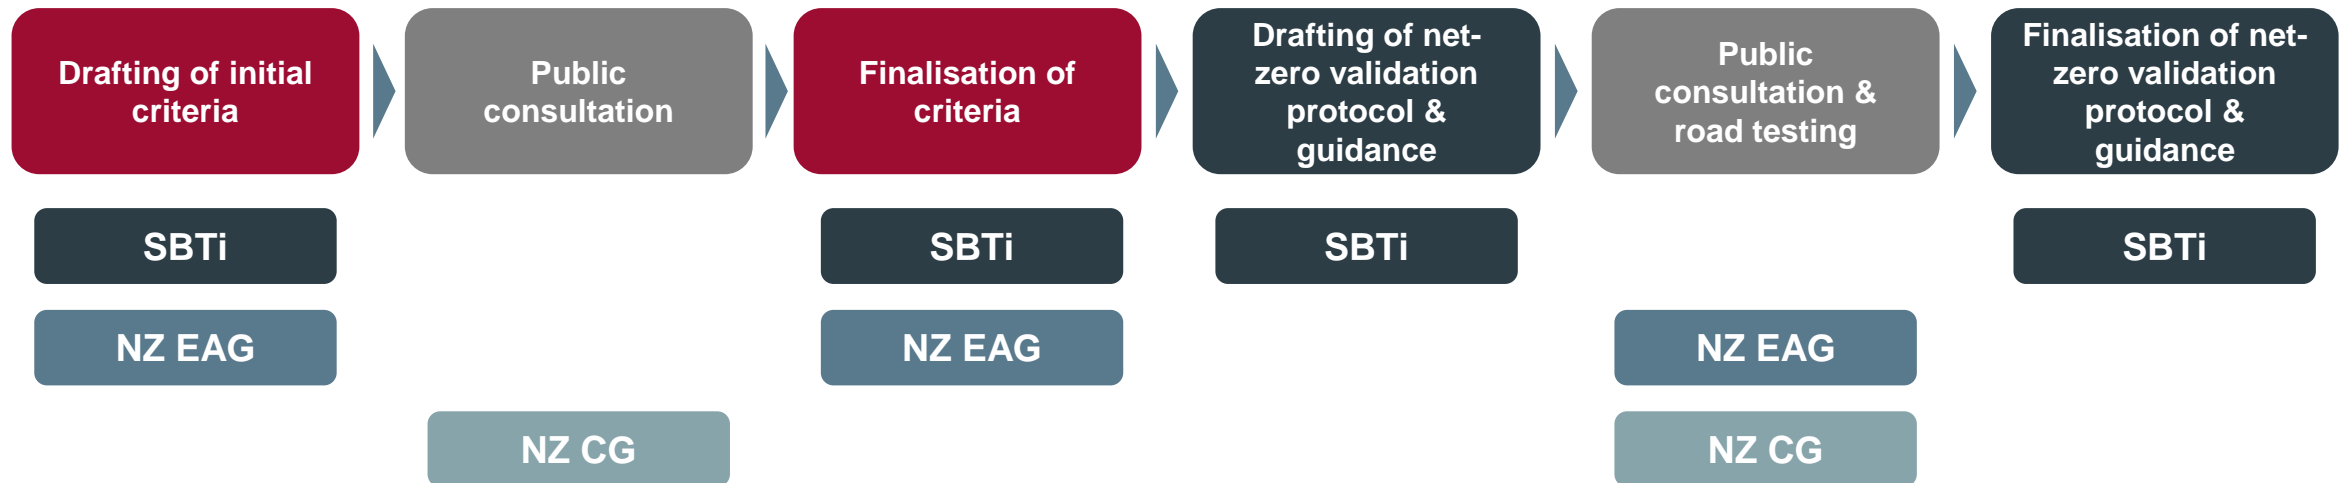 Drafting of initial
criteria
Public
consultation
Finalisation of
criteria
Drafting of net-
zero validation
protocol &
guidance
Public
consultation &
road testing
Finalisation of net-
zero validation
protocol &
guidance
SBTi
SBTi
SBTi
SBTi
NZ EAG
NZ EAG
NZ EAG
NZ CG
NZ CG